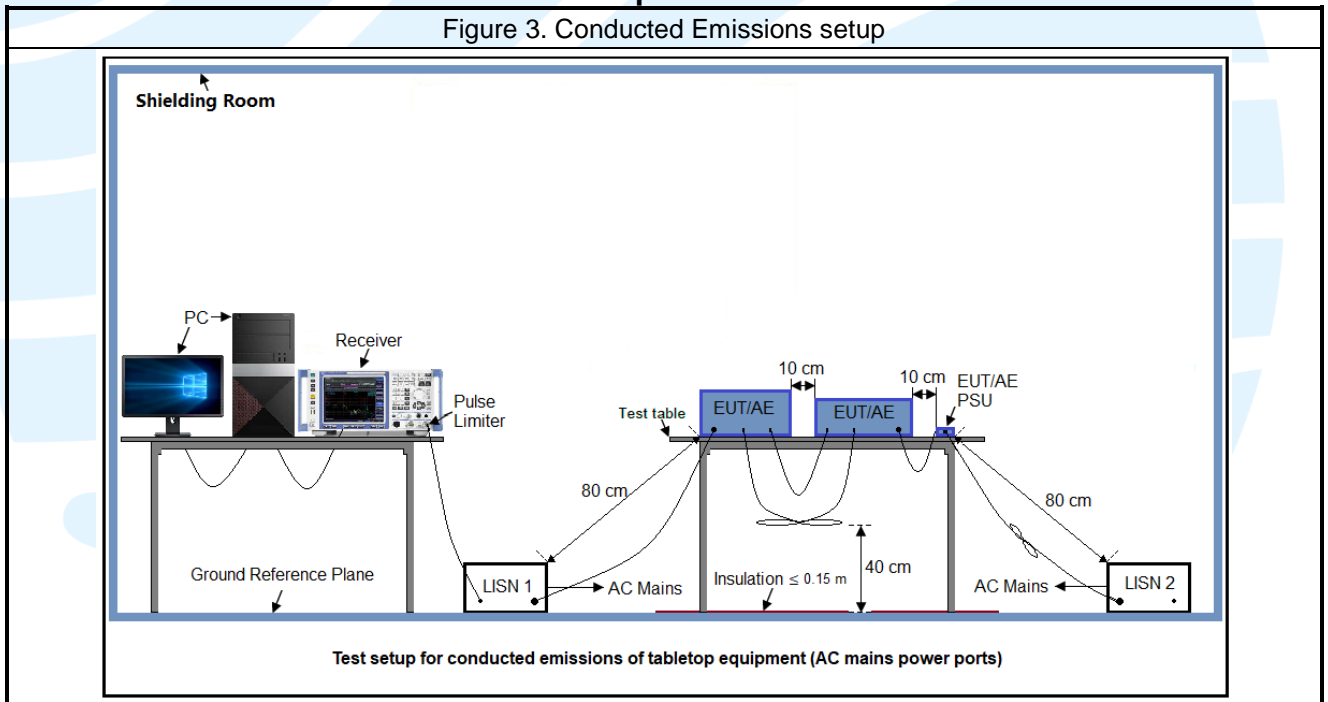 Figure 3. Conducted Emissions setup
Shielding Room
PC
Receiver
Pulse
Limiter
Test table
EUT/AE
10 cm
EUT/AE
10 cm
EUT/AE
PSU
80 cm
80 cm
40 cm
Ground Reference Plane
LISN 1
AC Mains
Insulation ≤ 0.15 m
AC Mains
LISN 2
Test setup for conducted emissions of tabletop equipment (AC mains power ports)